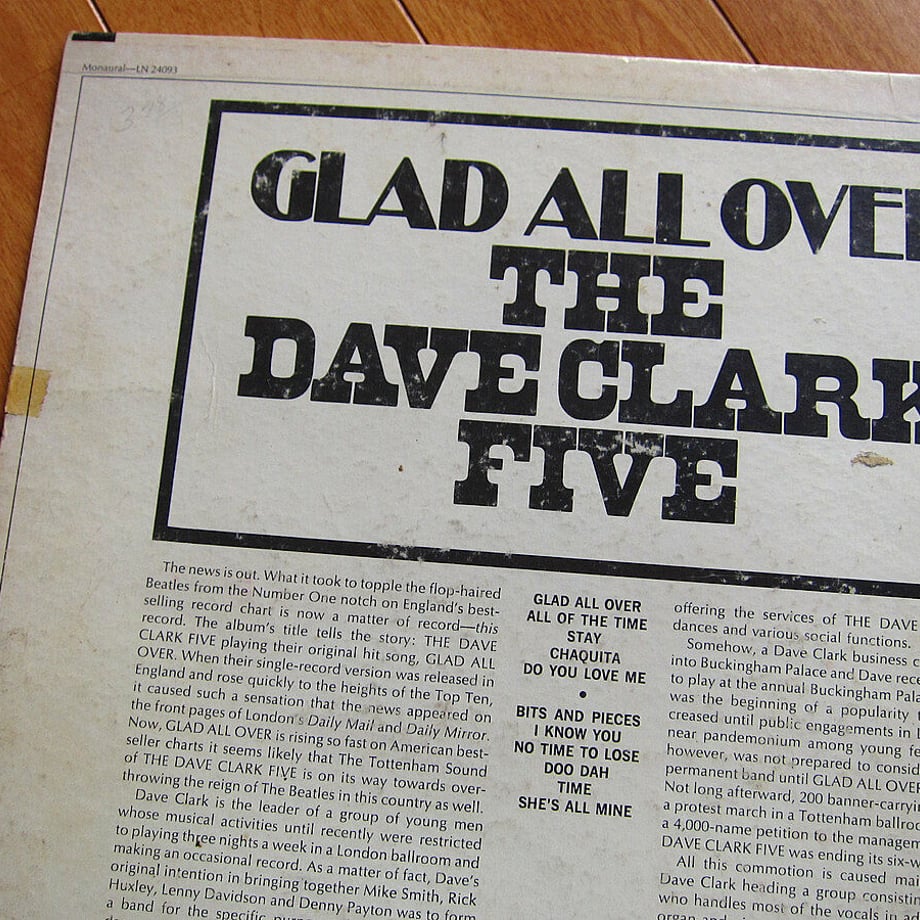 Monaural—LN 24093
3 98
GLAD ALL OVER
THE
DAVE CLARK
FIVE
The news is out. What it took to topple the flop-haired
Beatles from the Number One notch on England's best-
selling record chart is now a matter of record—this
record. The album's title tells the story: THE DAVE
CLARK FIVE playing their original hit song, GLAD ALL
OVER. When their single-record version was released in
England and rose quickly to the heights of the Top Ten,
it caused such a sensation that the news appeared on
the front pages of London's Daily Mail and Daily Mirror.
Now, GLAD ALL OVER is rising so fast on American best-
seller charts it seems likely that The Tottenham Sound
of THE DAVE CLARK FIVE is on its way towards over-
throwing the reign of The Beatles in this country as well.
Dave Clark is the leader of a group of young men
whose musical activities until recently were restricted
to playing three nights a week in a London ballroom and
making an occasional record. As a matter of fact, Dave's
original intention in bringing together Mike Smith, Rick
Huxley, Lenny Davidson and Denny Payton was to form
a band for the specific
GLAD ALL OVER
ALL OF THE TIME
STAY
CHAQUITA
DO YOU LOVE ME
•
BITS AND PIECES
I KNOW YOU
NO TIME TO LOSE
DOO DAH
TIME
SHE'S ALL MINE
offering the services of THE DAVE
dances and various social functions.
Somehow, a Dave Clark business c
into Buckingham Palace and Dave rece
to play at the annual Buckingham Pala
was the beginning of a popularity
creased until public engagements in L
near pandemonium among young fe
however, was not prepared to consid
permanent band until GLAD ALL OVER
Not long afterward, 200 banner-carryi
a protest march in a Tottenham ballroo
a 4,000-name petition to the managem
DAVE CLARK FIVE was ending its six-w
All this commotion is caused mai
Dave Clark heading a group consistin
who handles most of the vocals in
organ and